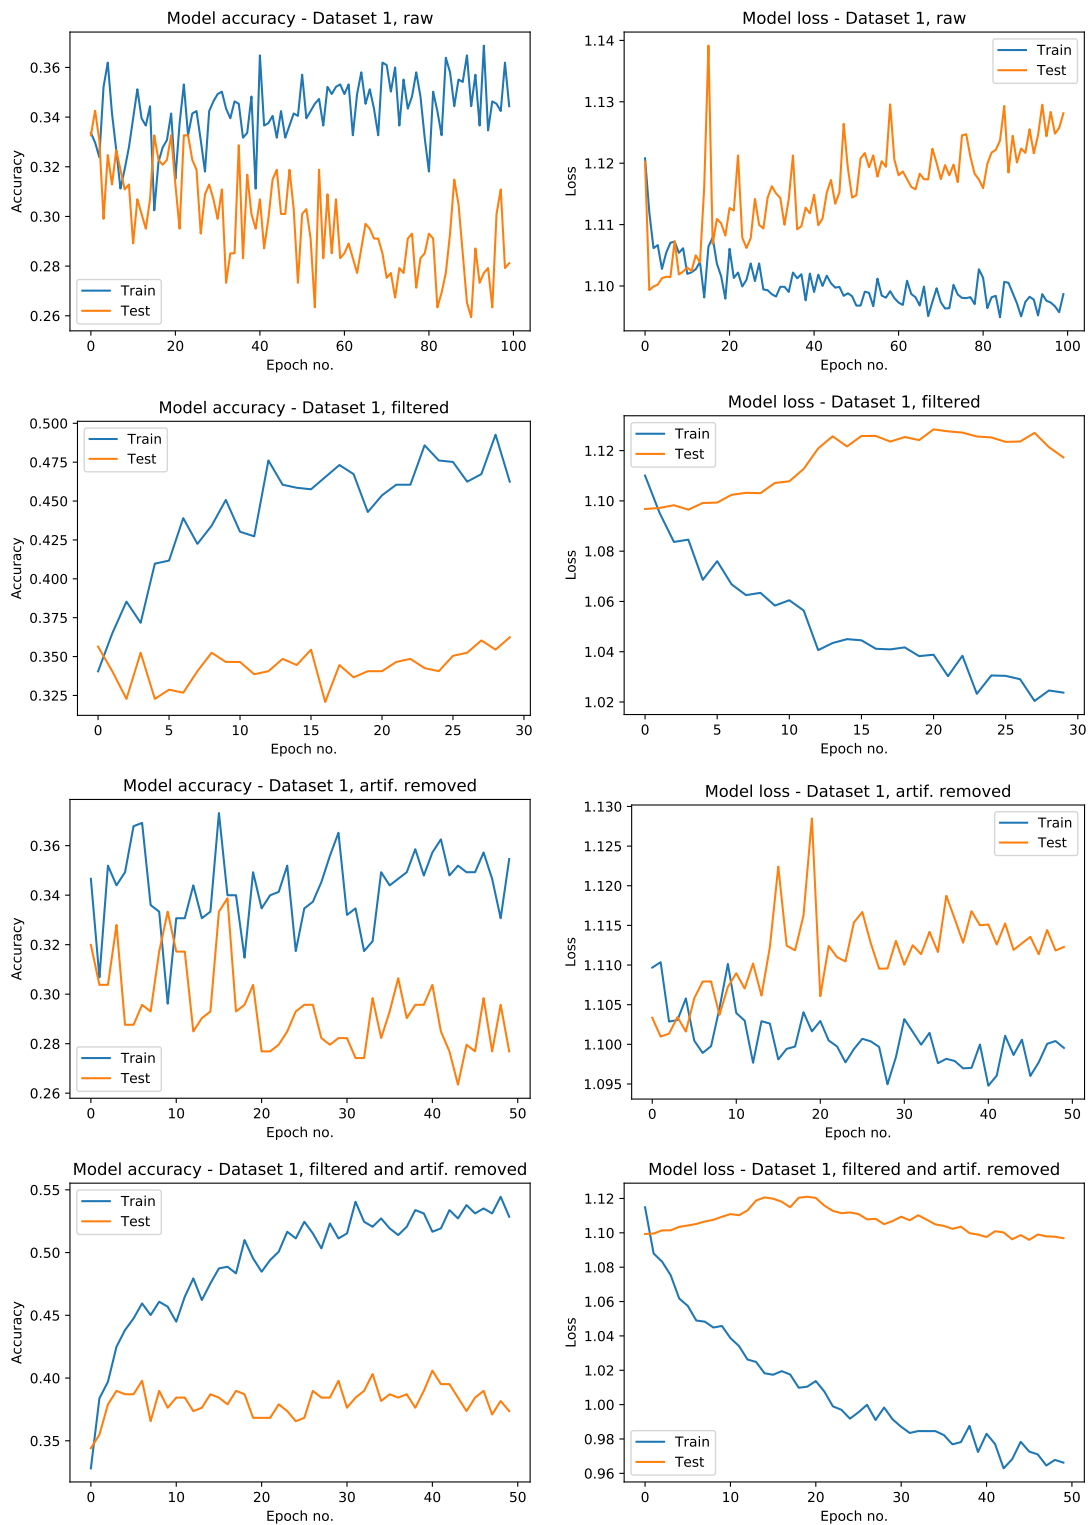 Model accuracy - Dataset 1, raw
Accuracy
0.36
0.34
0.32
0.30
0.28
0.26
Train
Test
0 20 40 60 80 100
Epoch no.
Model loss - Dataset 1, raw
Loss
1.14
1.13
1.12
1.11
1.10
Train
Test
0 20 40 60 80 100
Epoch no.
Model accuracy - Dataset 1, filtered
Accuracy
0.500
0.475
0.450
0.425
0.400
0.375
0.350
0.325
Train
Test
0 5 10 15 20 25 30
Epoch no.
Model loss - Dataset 1, filtered
Loss
1.12
1.10
1.08
1.06
1.04
1.02
Train
Test
0 5 10 15 20 25 30
Epoch no.
Model accuracy - Dataset 1, artif. removed
Accuracy
0.36
0.34
0.32
0.30
0.28
0.26
Train
Test
0 10 20 30 40 50
Epoch no.
Model loss - Dataset 1, artif. removed
Loss
1.130
1.125
1.120
1.115
1.110
1.105
1.100
1.095
Train
Test
0 10 20 30 40 50
Epoch no.
Model accuracy - Dataset 1, filtered and artif. removed
Accuracy
0.55
0.50
0.45
0.40
0.35
Train
Test
0 10 20 30 40 50
Epoch no.
Model loss - Dataset 1, filtered and artif. removed
Loss
1.12
1.10
1.08
1.06
1.04
1.02
1.00
0.98
0.96
Train
Test
0 10 20 30 40 50
Epoch no.